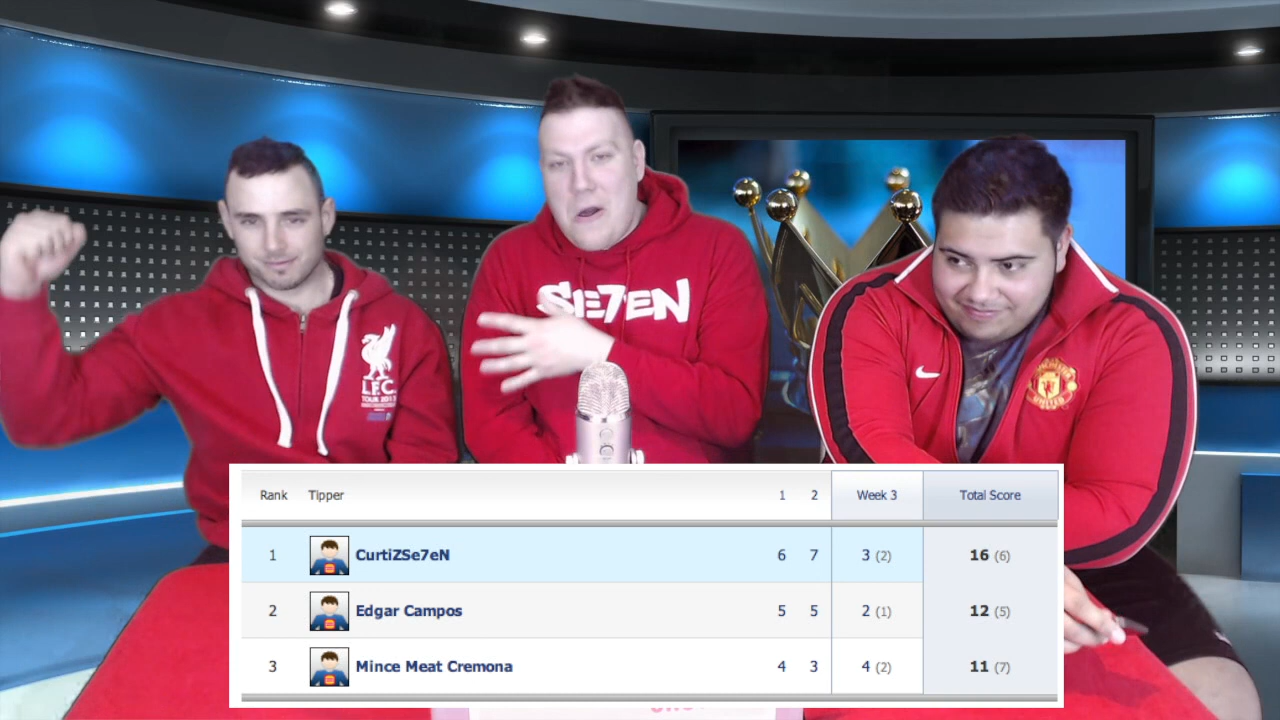 SE7EN
L.F.C.
TOUR 2013
MANCHESTER
UNITED
Rank Tipper 1 2 Week 3 Total Score
1 CurtiZSe7eN 6 7 3 (2) 16 (6)
2 Edgar Campos 5 5 2 (1) 12 (5)
3 Mince Meat Cremona 4 3 4 (2) 11 (7)